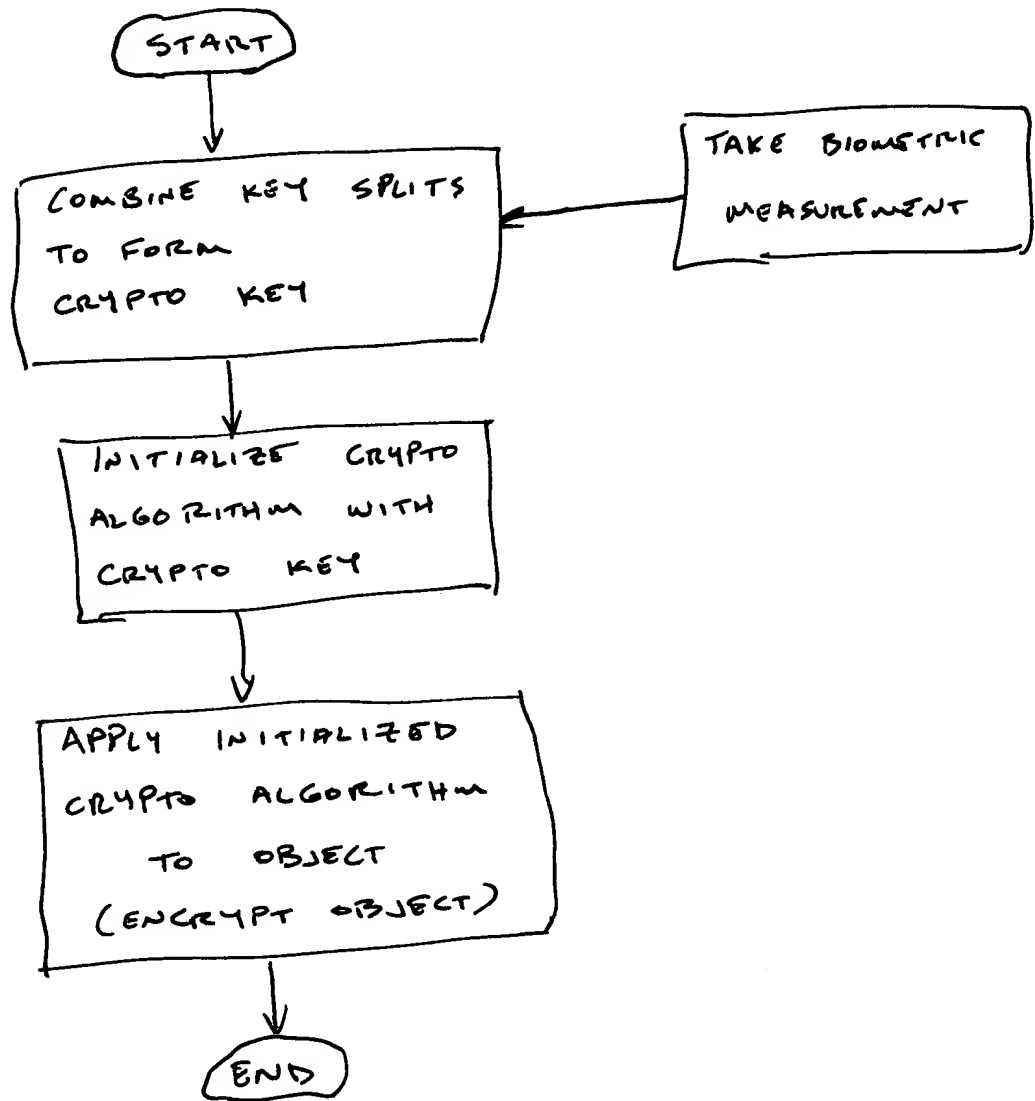 START
COMBINE KEY SPLITS
TO FORM
CRYPTO KEY
TAKE BIOMETRIC
MEASUREMENT
INITIALIZE CRYPTO
ALGORITHM WITH
CRYPTO KEY
APPLY INITIALIZED
CRYPTO ALGORITHM
TO OBJECT
(ENCRYPT OBJECT)
END